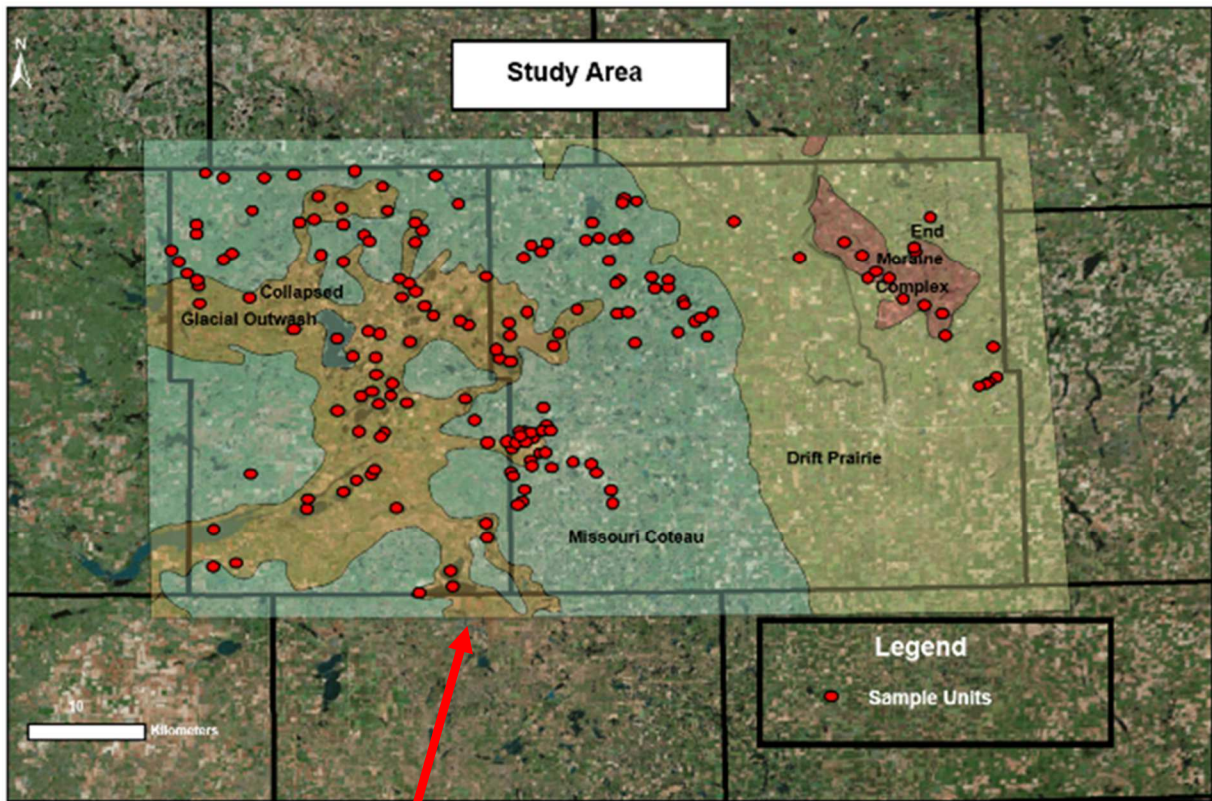 N
Study Area
End
Moraine
Complex
Collapsed
Glacial Outwash
Drift Prairie
Missouri Coteau
Legend
Sample Units
10
Kilometers